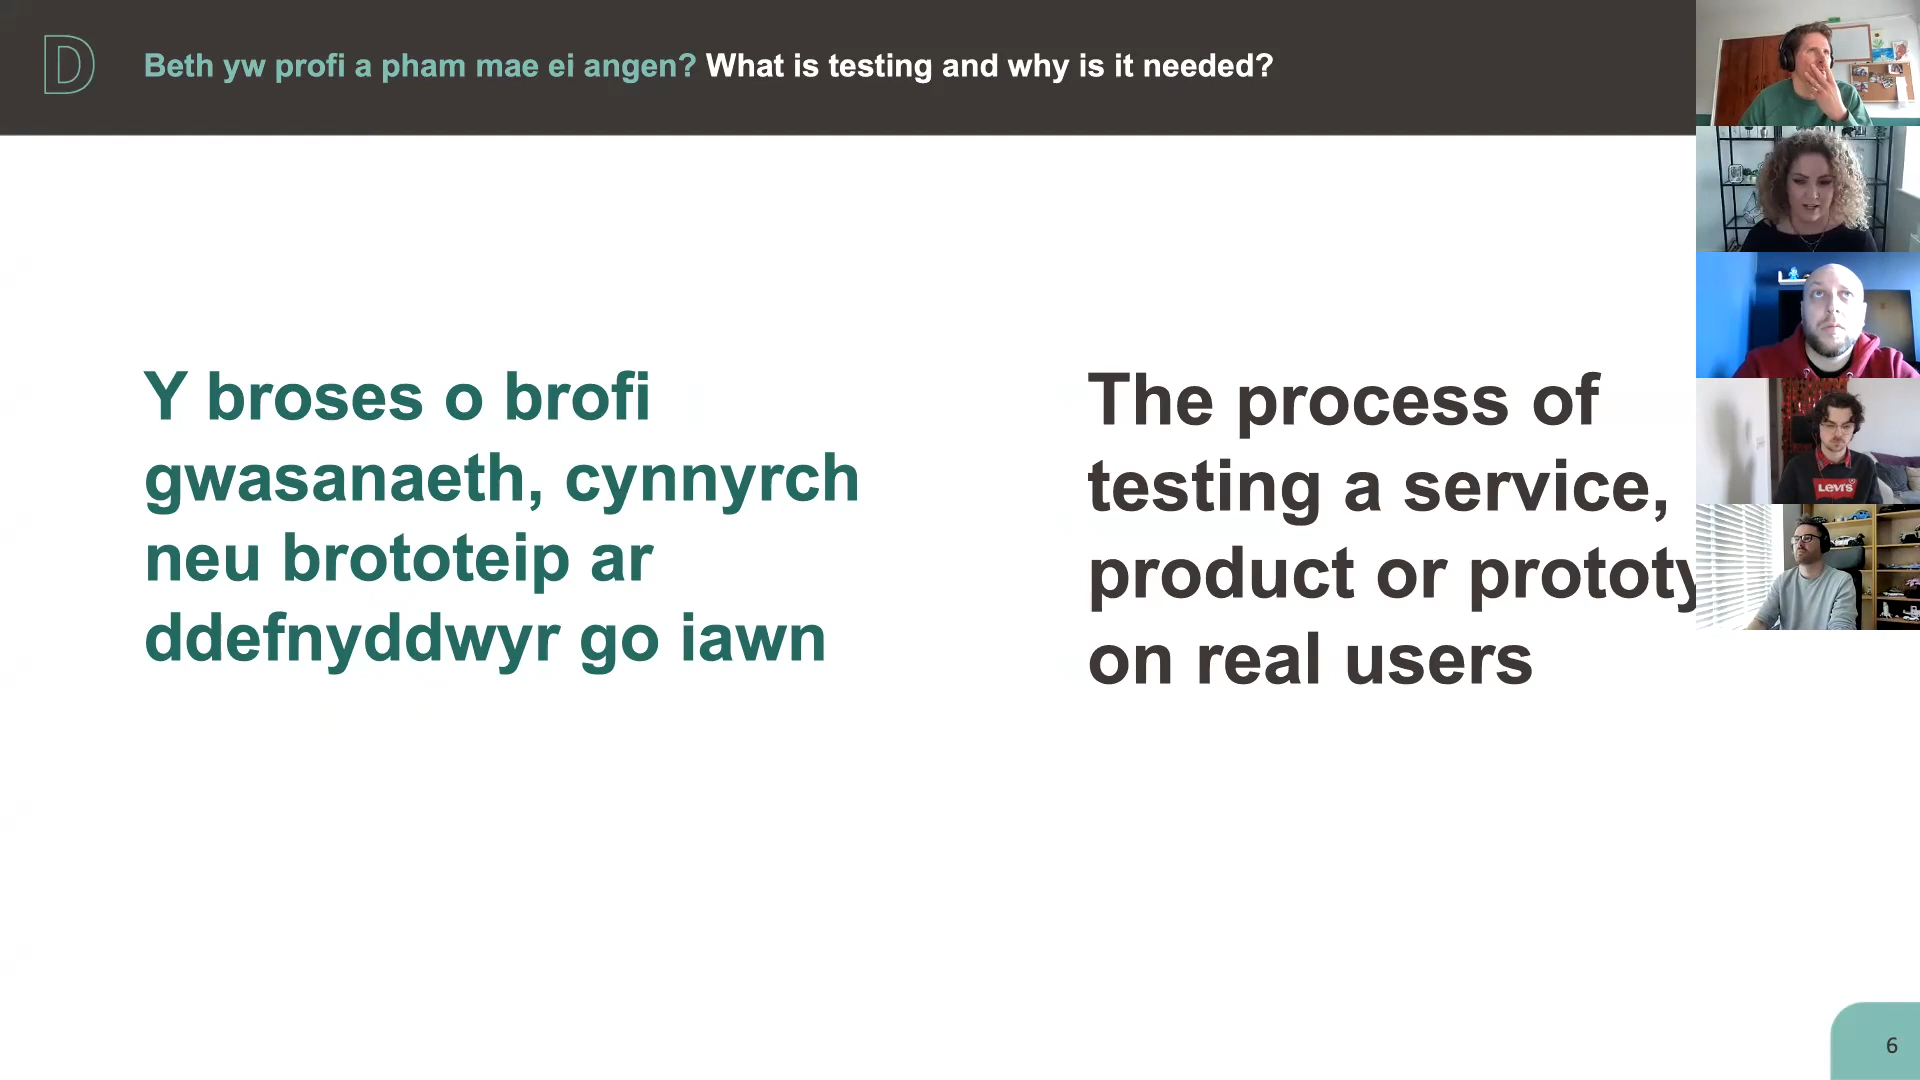 D
Beth yw profi a pham mae ei angen? What is testing and why is it needed?
Y broses o brofi
gwasanaeth, cynnyrch
neu brototeip ar
ddefnyddwyr go iawn
The process of
testing a service,
product or prototy
on real users
LEVI'S
6